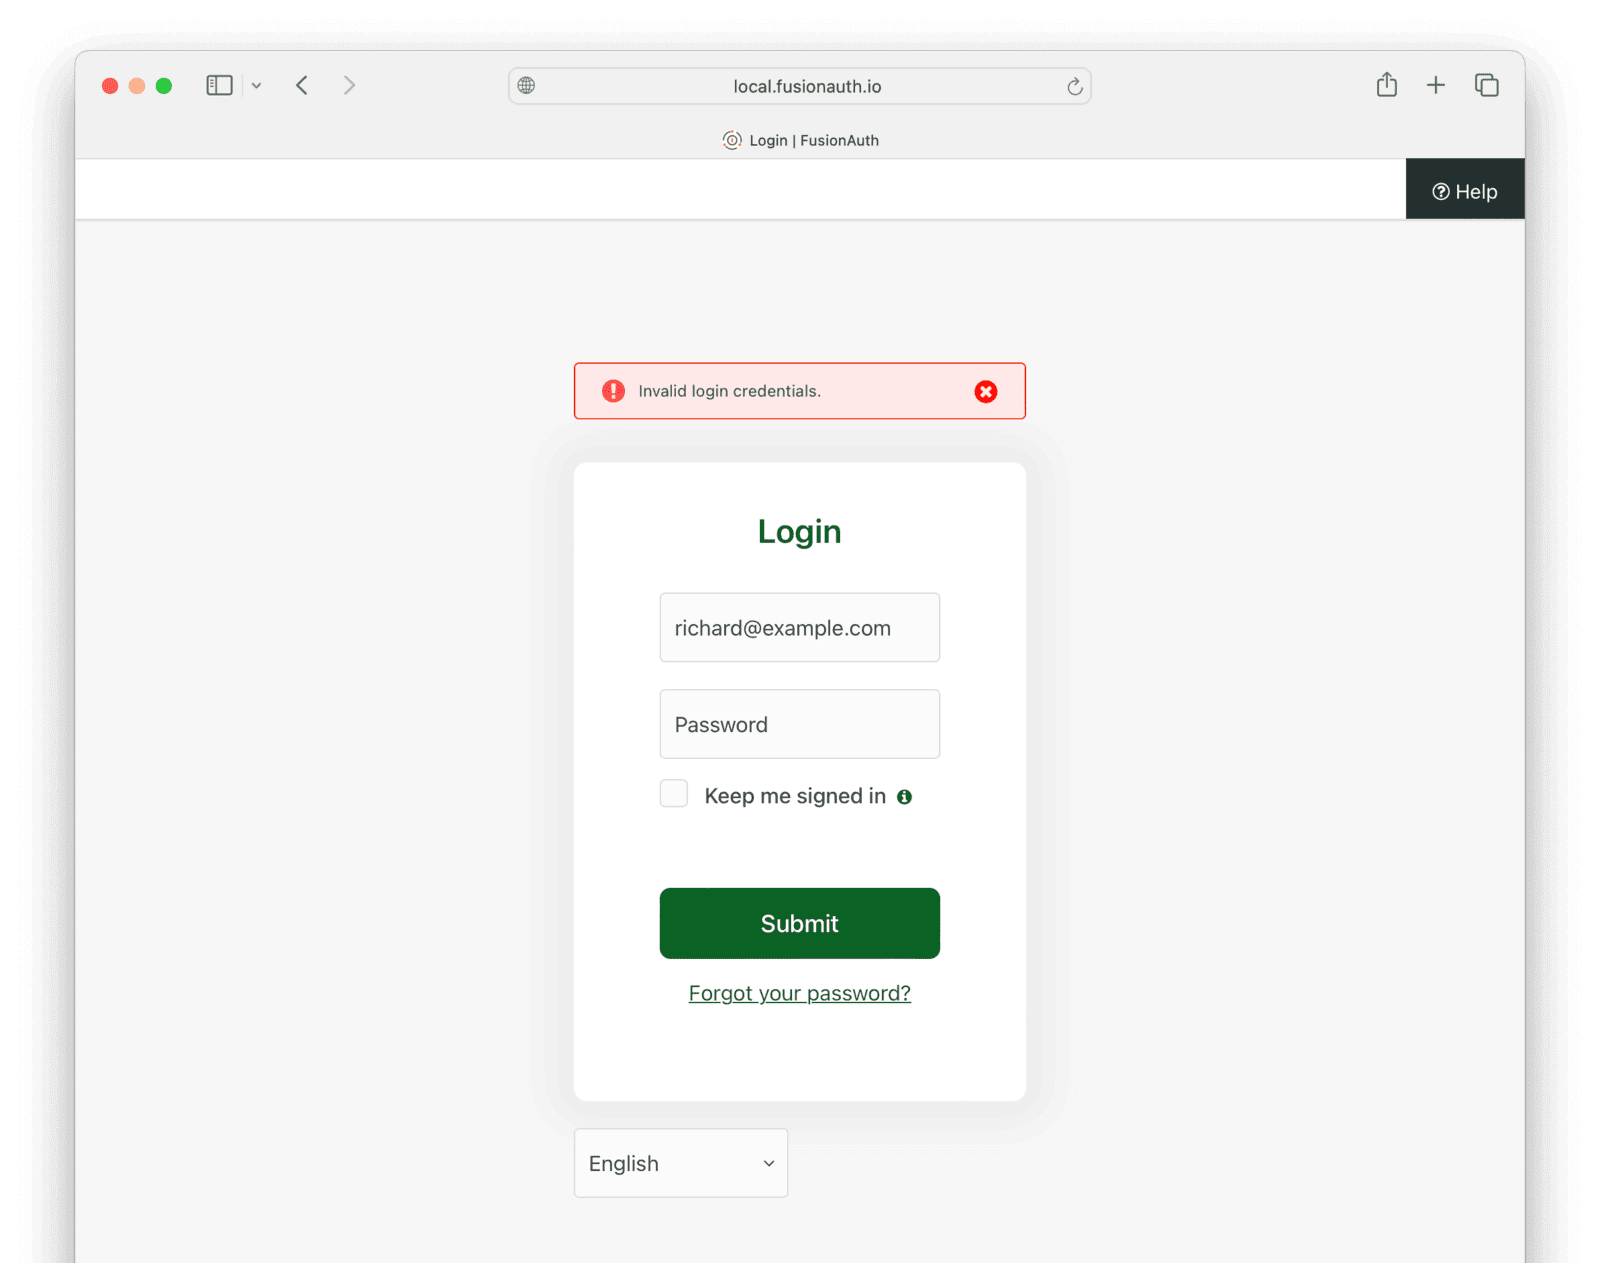 local.fusionauth.io
Login | FusionAuth
Help
Invalid login credentials.
Login
richard@example.com
Password
Keep me signed in
Submit
Forgot your password?
English